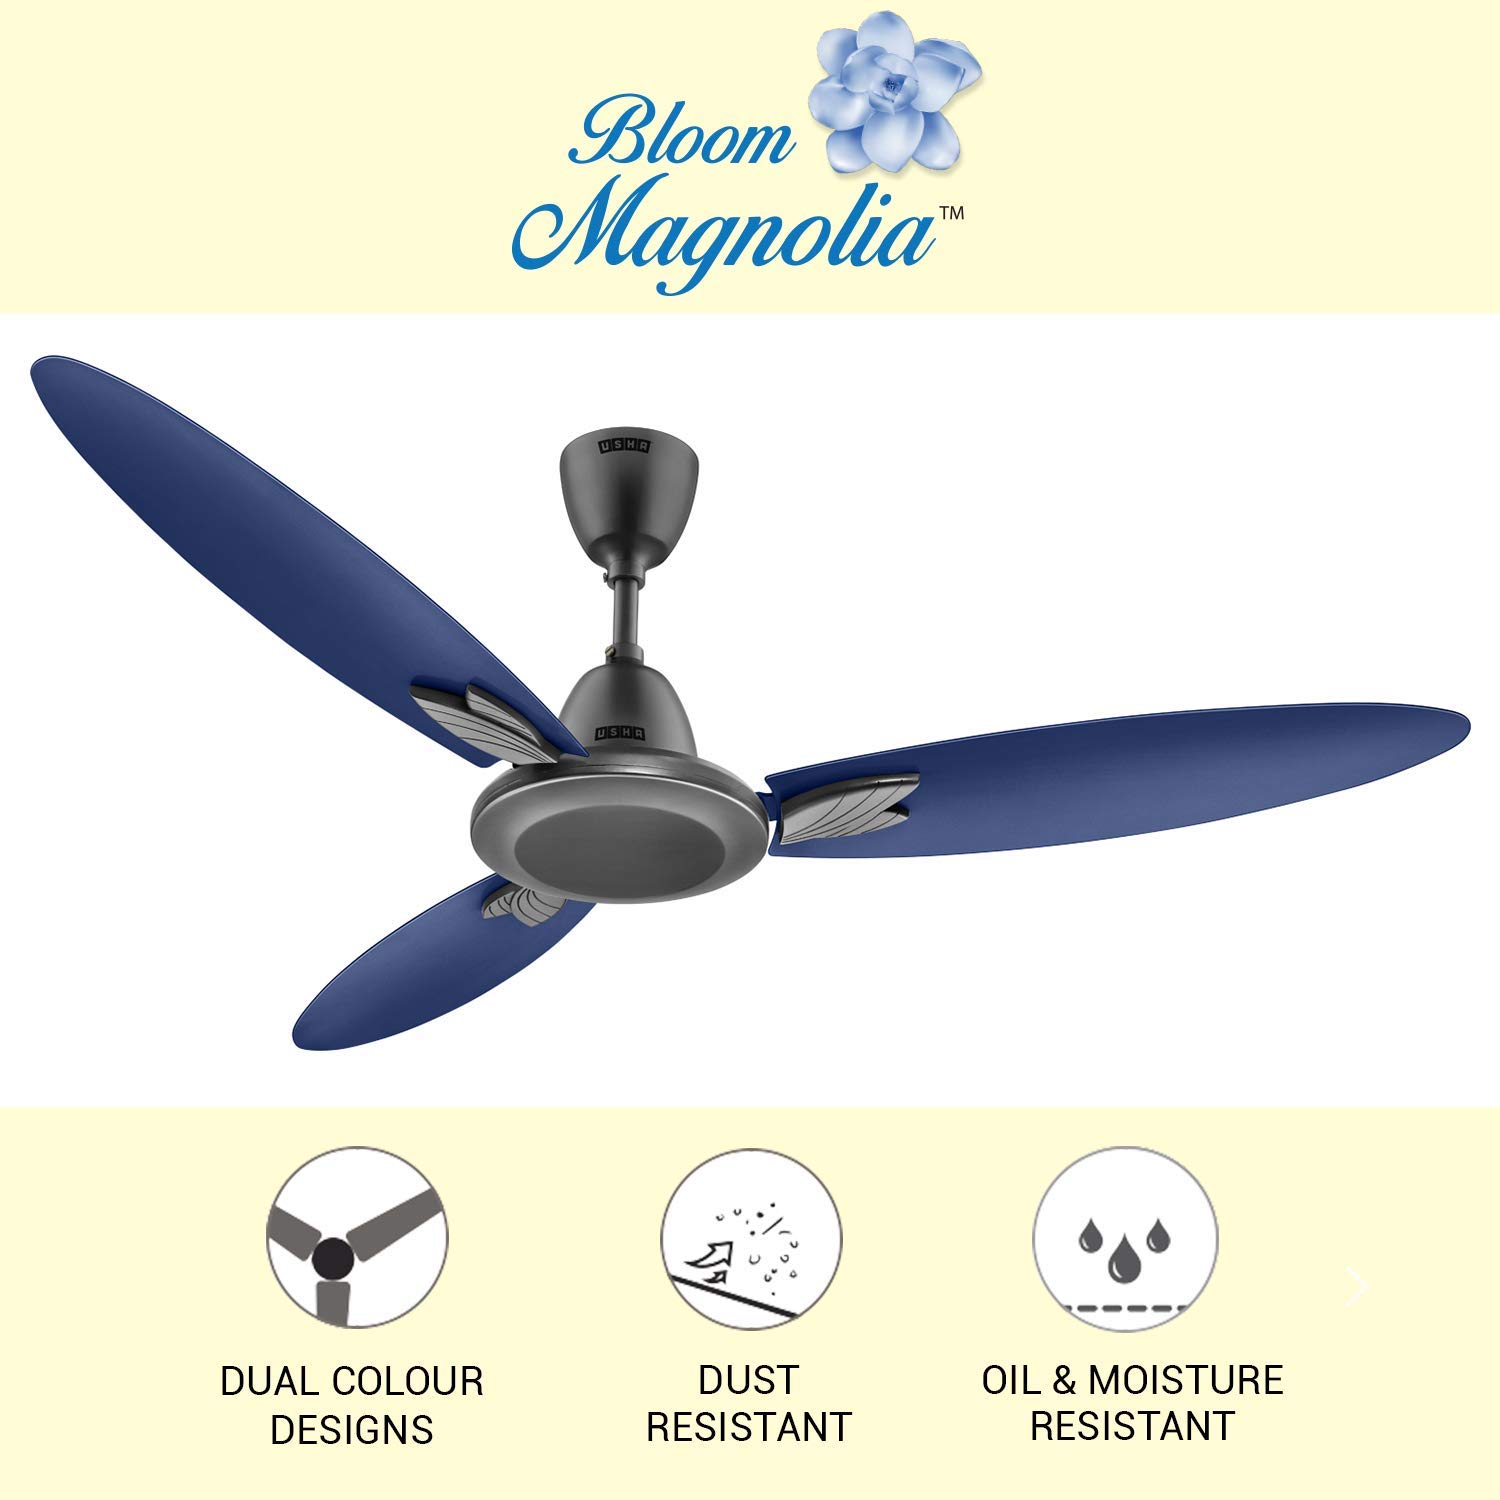 Bloom
Magnolia™
USHA
USHA
DUAL COLOUR
DESIGNS
DUST
RESISTANT
OIL & MOISTURE
RESISTANT